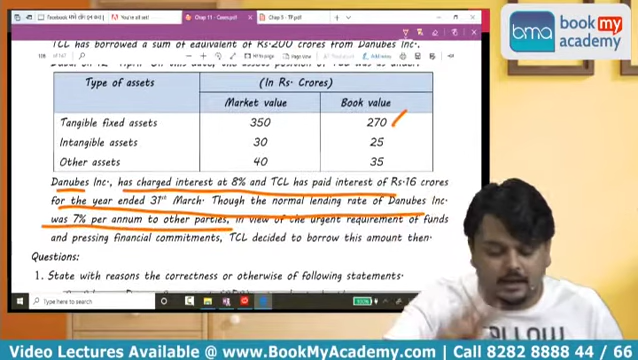 You're all set!
Chap 11 - Cases.pdf
Chap 5 - TP.pdf
TCL has borrowed a sum of equivalent of Rs.200 crores from Danubes Inc.
Type of assets
(In Rs. Crores)
Market value
Book value
Tangible fixed assets 350 270
Intangible assets 30 25
Other assets 40 35
Danubes Inc., has charged interest at 8% and TCL has paid interest of Rs.16 crores
for the year ended 31st March. Though the normal lending rate of Danubes Inc.
was 7% per annum to other parties, in view of the urgent requirement of funds
and pressing financial commitments, TCL decided to borrow this amount then.
Questions:
1. State with reasons the correctness or otherwise of following statements.
Type here to search
bma
book my
academy
Video Lectures Available @ www.BookMyAcademy.com | Call 8282 8888 44 / 66